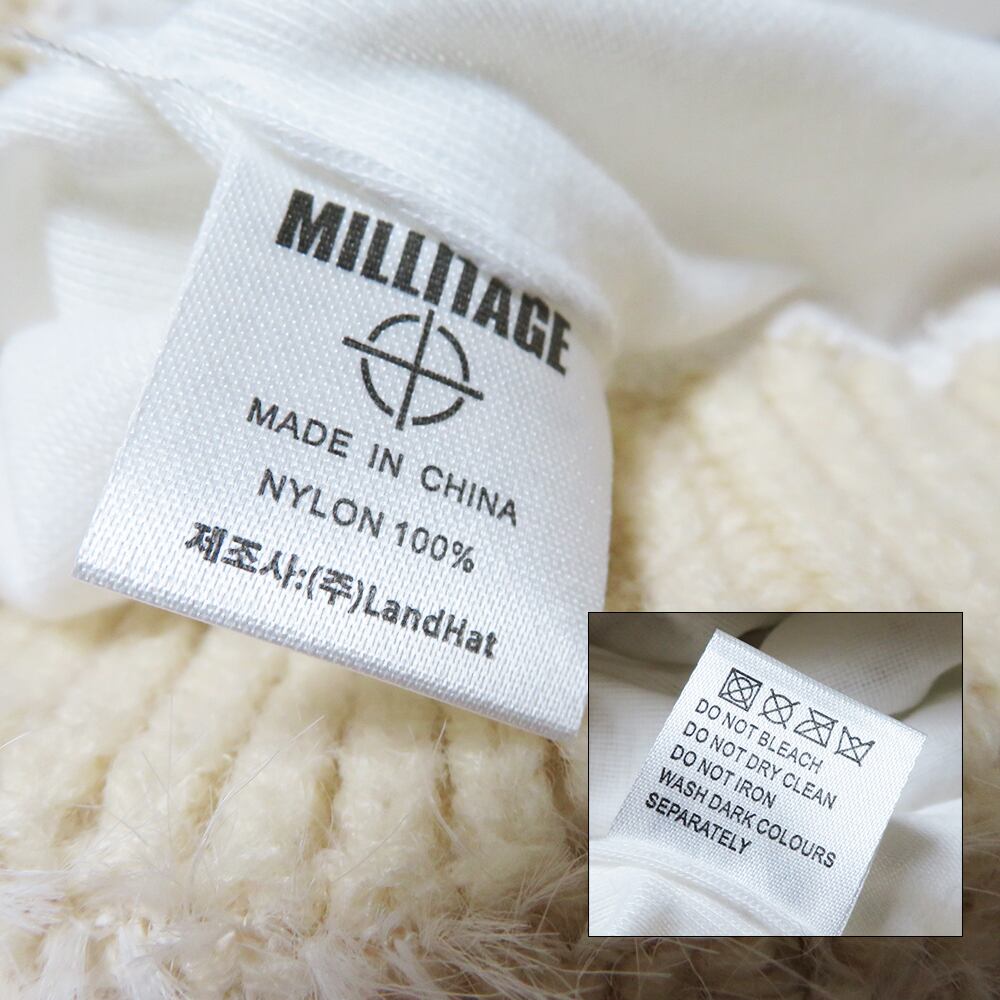 MILLITAGE
MADE IN CHINA
NYLON 100%
제조사:(주)LandHat
DO NOT BLEACH
DO NOT DRY CLEAN
DO NOT IRON
WASH DARK COLOURS
SEPARATELY